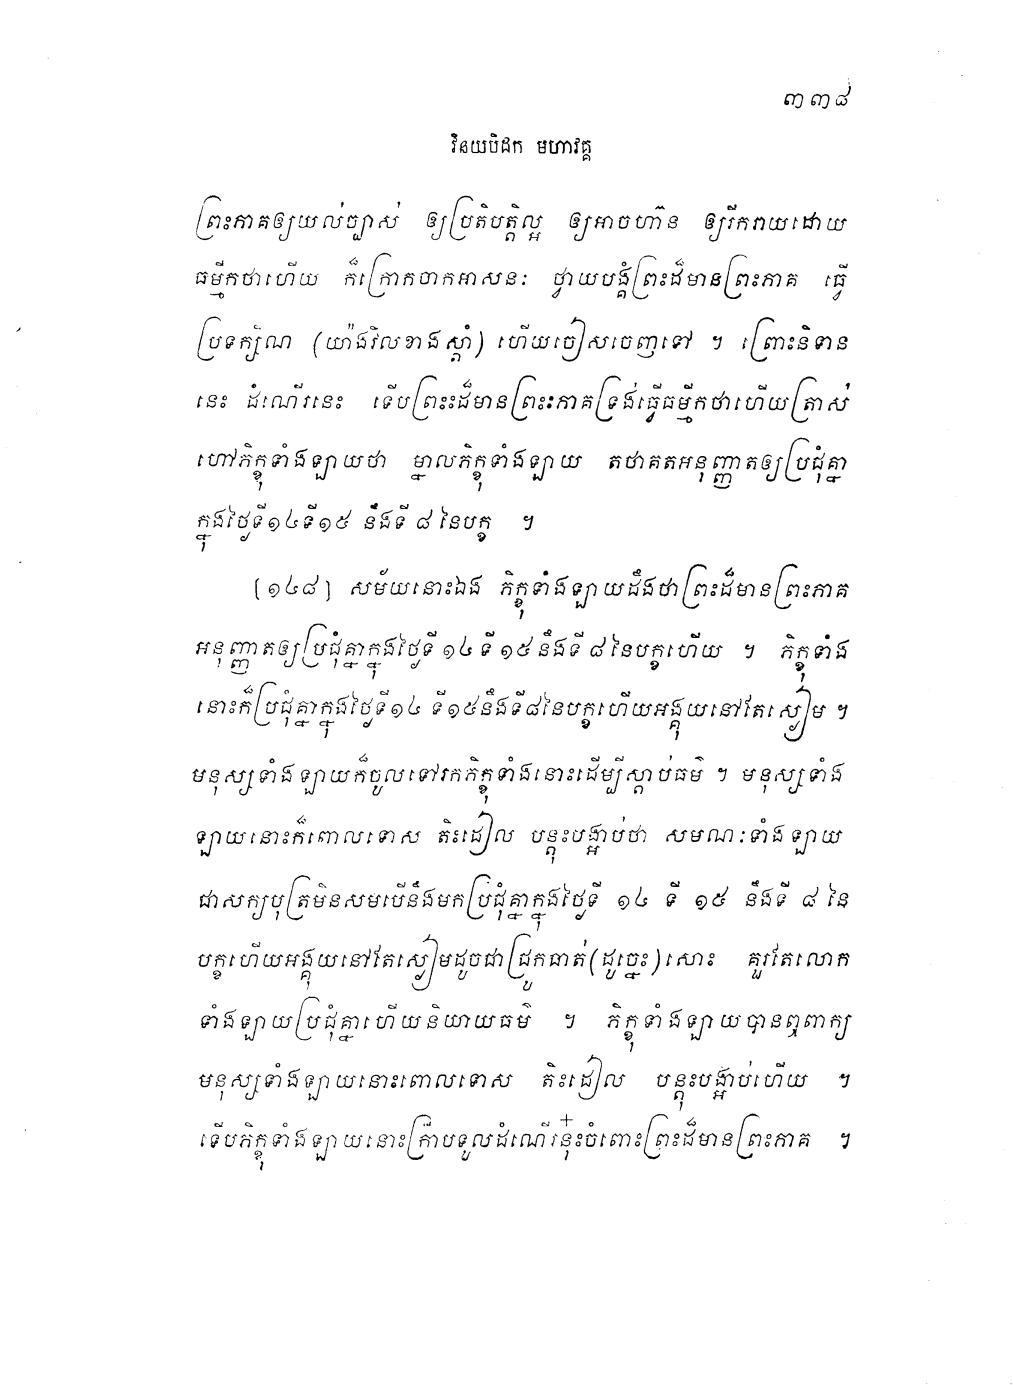 ៣៣៨
វិនយបិដក មហាវគ្គ
ព្រះភាគឲ្យយល់ច្បាស់ ឲ្យប្រតិបត្តិល្អ ឲ្យអាចហ៊ាន ឲ្យរីករាយដោយ
ធម្មីកថាហើយ ក៏ក្រោកចាកអាសនៈ ថ្វាយបង្គំព្រះដ៏មានព្រះភាគ ធ្វើ
ប្រទក្សិណ (យ៉ាងវិលខាងស្តាំ) ហើយចៀសចេញទៅ ។ ព្រោះនិទាន
នេះ ដំណើរនេះ ទើបព្រះដ៏មានព្រះភាគទ្រង់ធ្វើធម្មីកថាហើយត្រាស់
ហៅភិក្ខុទាំងឡាយថា ម្នាលភិក្ខុទាំងឡាយ តថាគតអនុញ្ញាតឲ្យប្រជុំគ្នា
ក្នុងថ្ងៃទី១៤ទី១៥ នឹងទី ៨ នៃបក្ខ ។
[១៤៨] សម័យនោះឯង ភិក្ខុទាំងឡាយដឹងថាព្រះដ៏មានព្រះភាគ
អនុញ្ញាតឲ្យប្រជុំគ្នាក្នុងថ្ងៃទី ១៤ ទី ១៥ នឹងទី ៨ នៃបក្ខហើយ ។ ភិក្ខុទាំង
នោះក៏ប្រជុំគ្នាក្នុងថ្ងៃទី១៤ ទី១៥នឹងទី៨នៃបក្ខហើយអង្គុយនៅតែស្ងៀម ។
មនុស្សទាំងឡាយក៏ចូលទៅរកភិក្ខុទាំងនោះដើម្បីស្តាប់ធម៌ ។ មនុស្សទាំង
ឡាយនោះក៏ពោលទោស តិះដៀល បន្តុះបង្អាប់ថា សមណៈទាំងឡាយ
ជាសក្យបុត្រមិនសមបើនឹងមកប្រជុំគ្នាក្នុងថ្ងៃទី ១៤ ទី ១៥ នឹងទី ៨ នៃ
បក្ខហើយអង្គុយនៅតែស្ងៀមដូចជាជ្រូកធាត់(ដូច្នេះ)សោះ គួរតែលោក
ទាំងឡាយប្រជុំគ្នាហើយនិយាយធម៌ ។ ភិក្ខុទាំងឡាយបានឮពាក្យ
មនុស្សទាំងឡាយនោះពោលទោស តិះដៀល បន្តុះបង្អាប់ហើយ ។
ទើបភិក្ខុទាំងឡាយនោះក្រាបទូលដំណើរនុ៎ះចំពោះព្រះដ៏មានព្រះភាគ ។